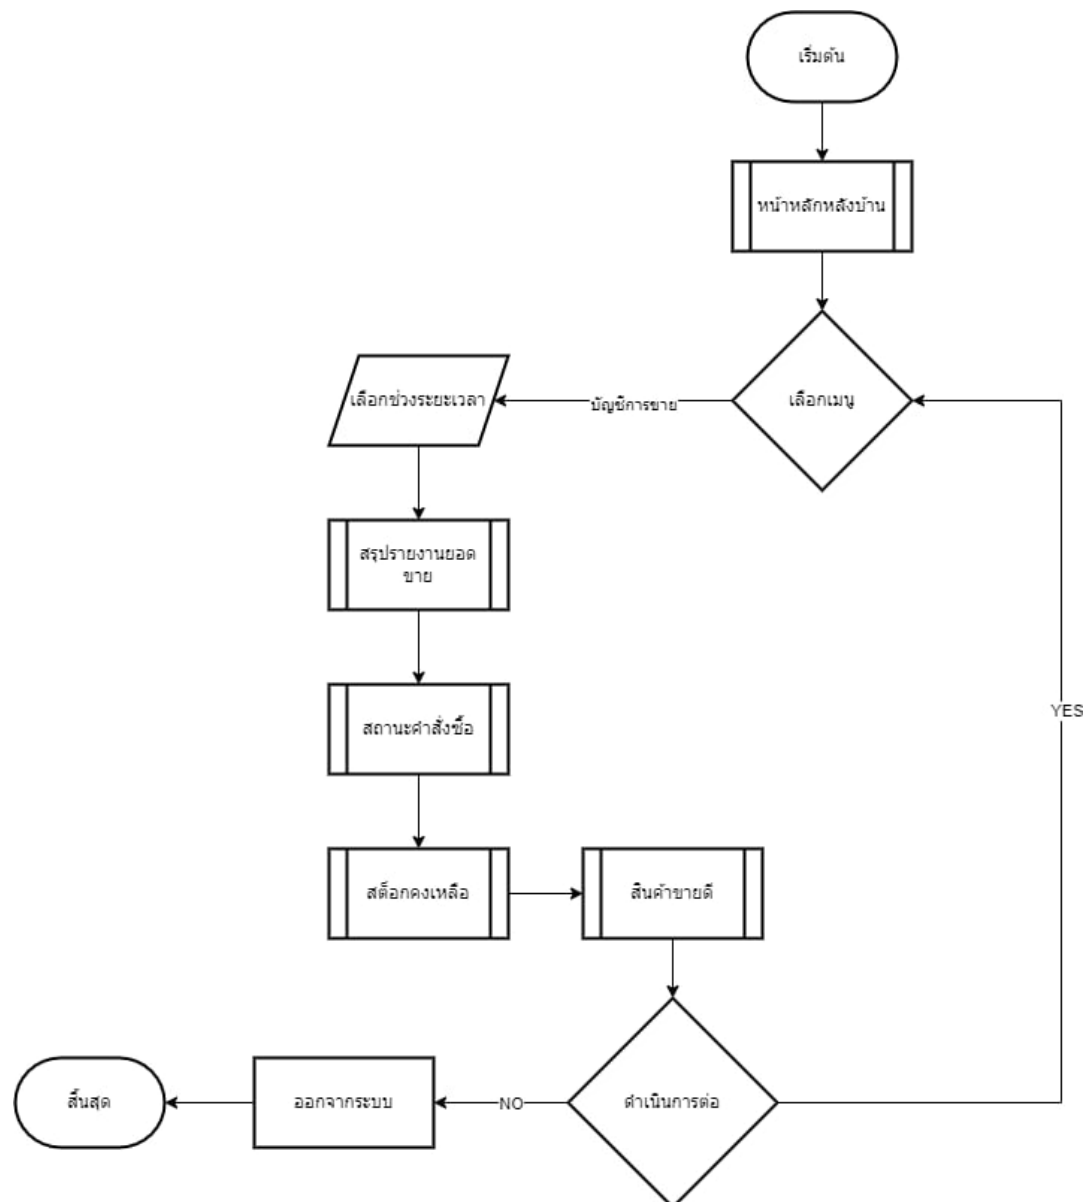 เริ่มต้น
หน้าหลักหลังบ้าน
เลือกเมนู
บัญชีการขาย
เลือกช่วงระยะเวลา
สรุปรายงานยอด
ขาย
สถานะคำสั่งซื้อ
สต็อกคงเหลือ
สินค้าขายดี
ดำเนินการต่อ
YES
NO
ออกจากระบบ
สิ้นสุด